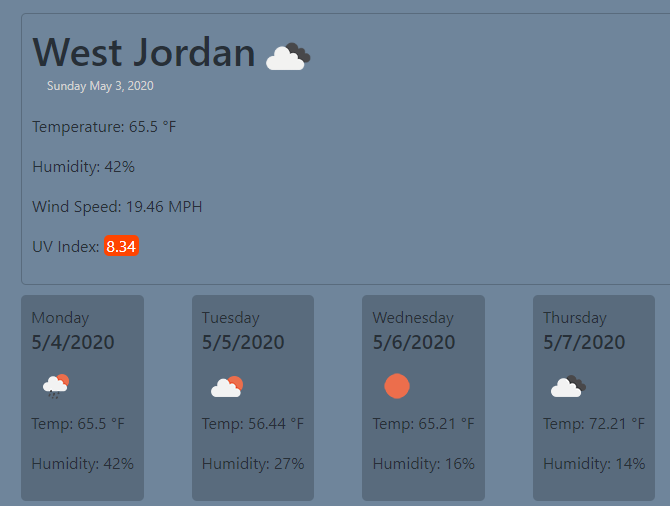 West Jordan
Sunday May 3, 2020
Temperature: 65.5 °F
Humidity: 42%
Wind Speed: 19.46 MPH
UV Index: 8.34
Monday
5/4/2020
Temp: 65.5 °F
Humidity: 42%
Tuesday
5/5/2020
Temp: 56.44 °F
Humidity: 27%
Wednesday
5/6/2020
Temp: 65.21 °F
Humidity: 16%
Thursday
5/7/2020
Temp: 72.21 °F
Humidity: 14%